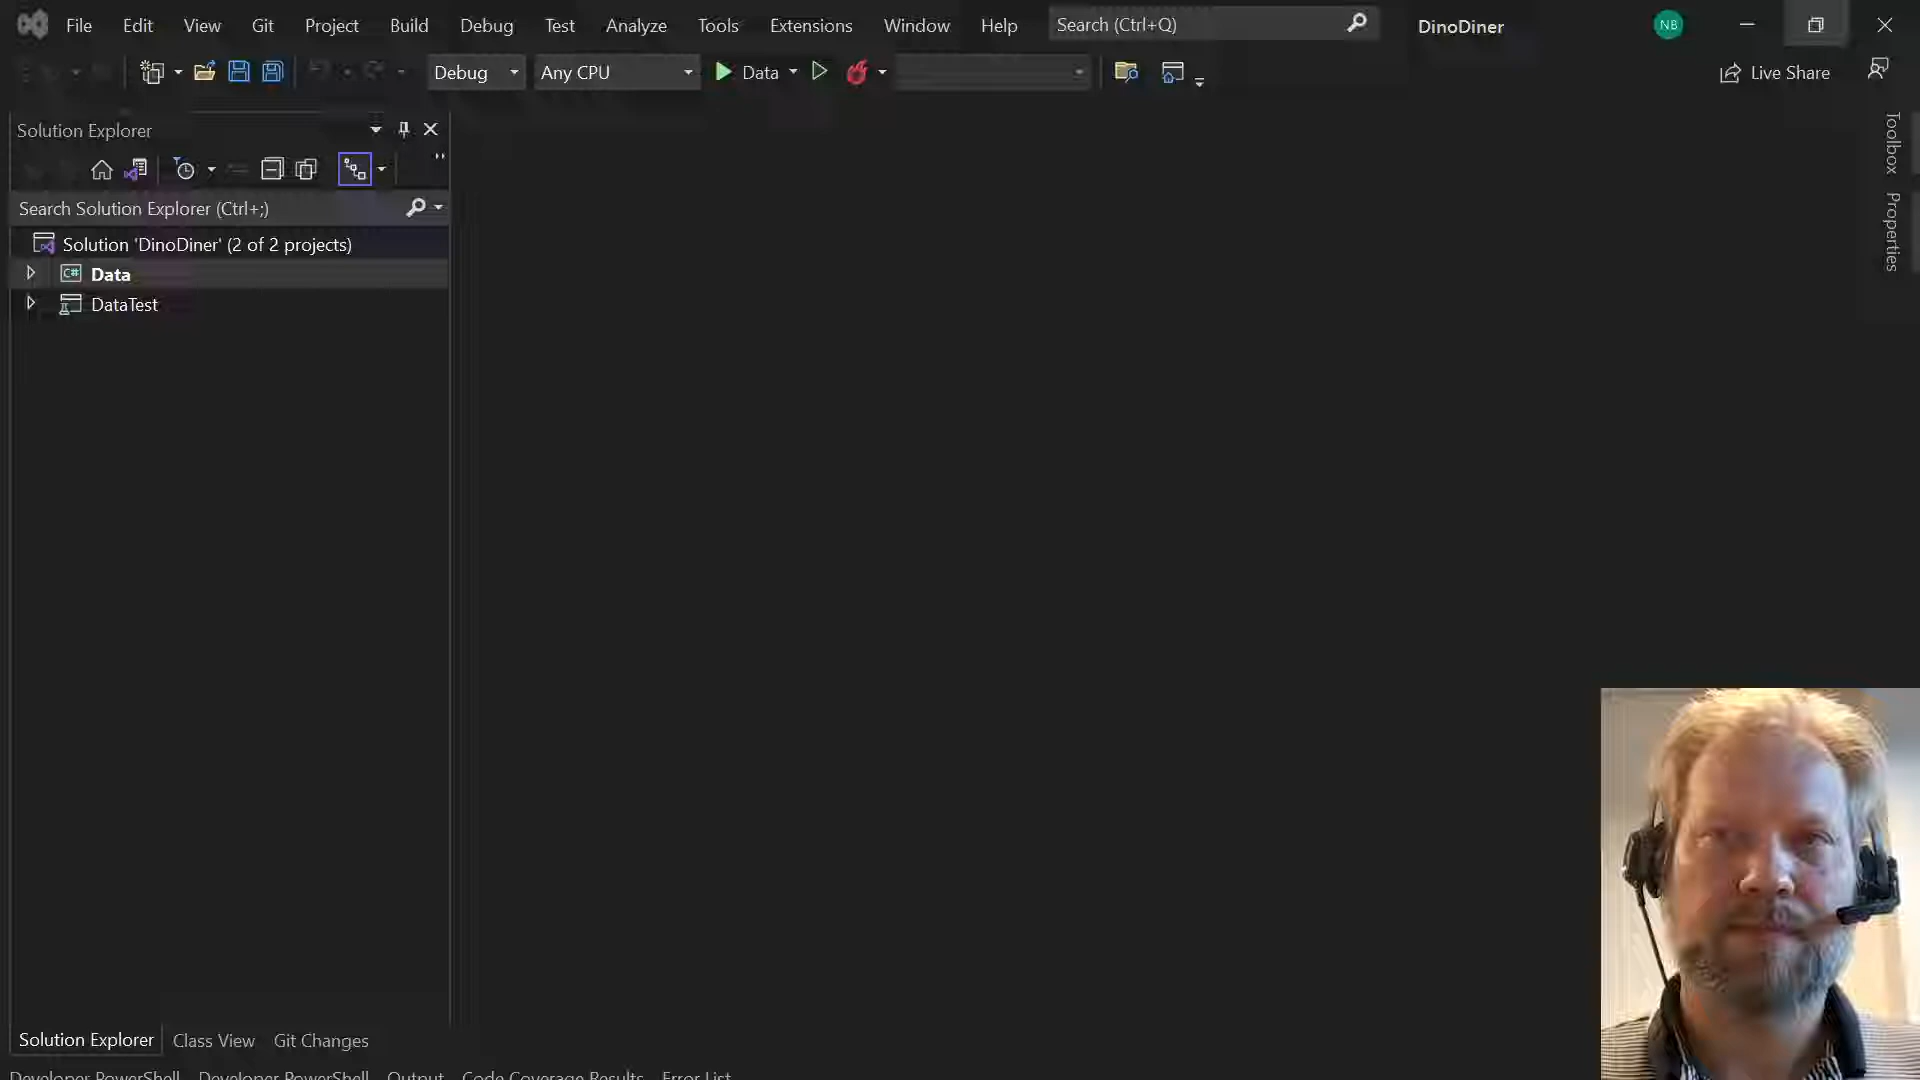 File Edit View Git Project Build Debug Test Analyze Tools Extensions Window Help Search (Ctrl+Q) DinoDiner NB
Debug Any CPU Data Live Share
Solution Explorer
Search Solution Explorer (Ctrl+;)
Solution 'DinoDiner' (2 of 2 projects)
C# Data
DataTest
Toolbox
Properties
Solution Explorer Class View Git Changes
Developer PowerShell Developer PowerShell Output Code Coverage Results Error List